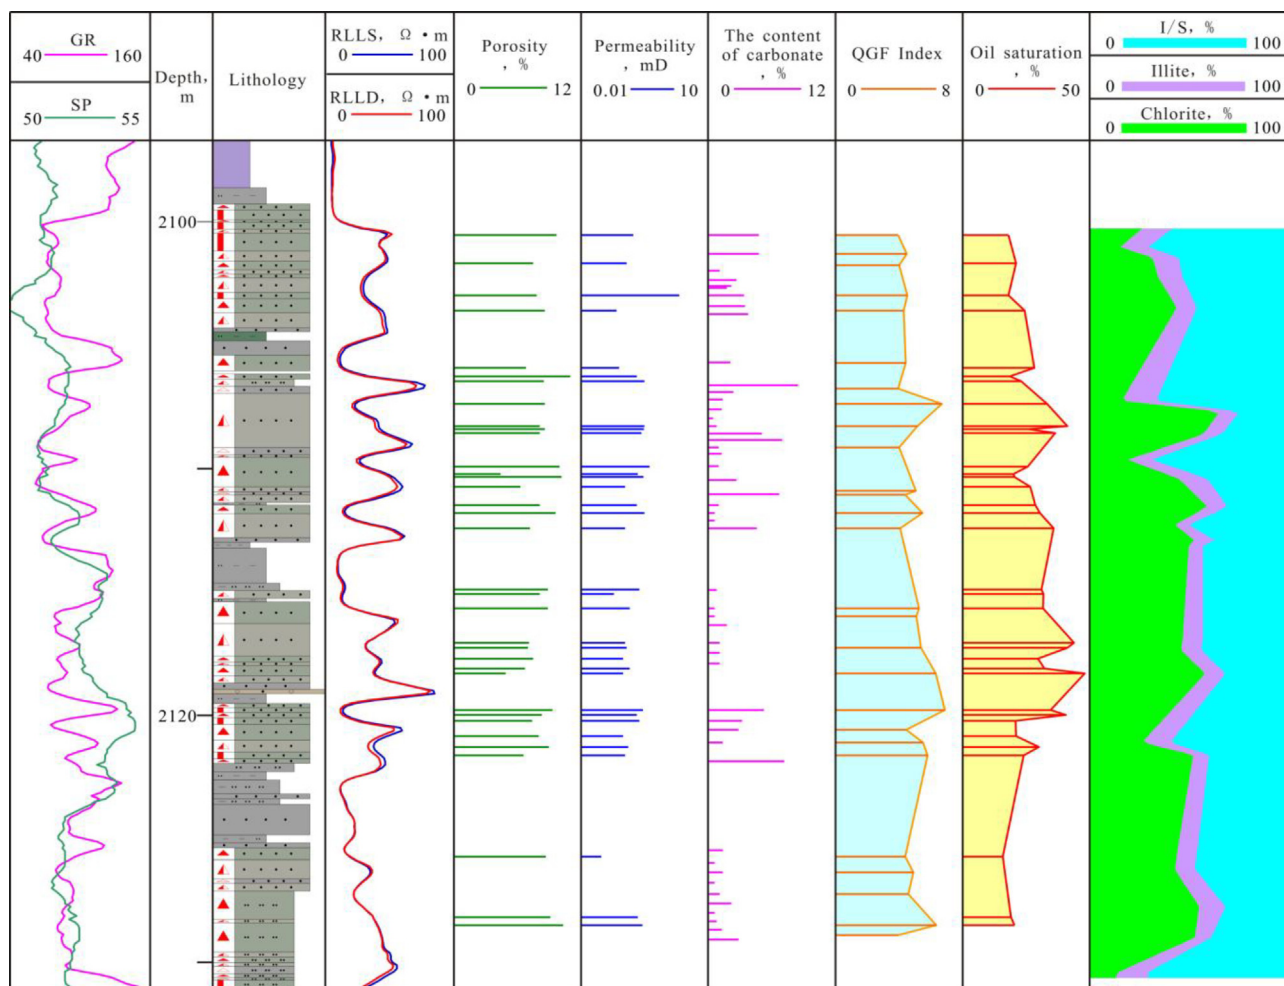 GR
40 160
SP
50 55
Depth,
m
Lithology
RLLS, Ω·m
0 100
RLLD, Ω·m
0 100
Porosity
, %
0 12
Permeability
, mD
0.01 10
The content
of carbonate
, %
0 12
QGF Index
0 8
Oil saturation
, %
0 50
I/S, %
0 100
Illite, %
0 100
Chlorite, %
0 100
2100
2120